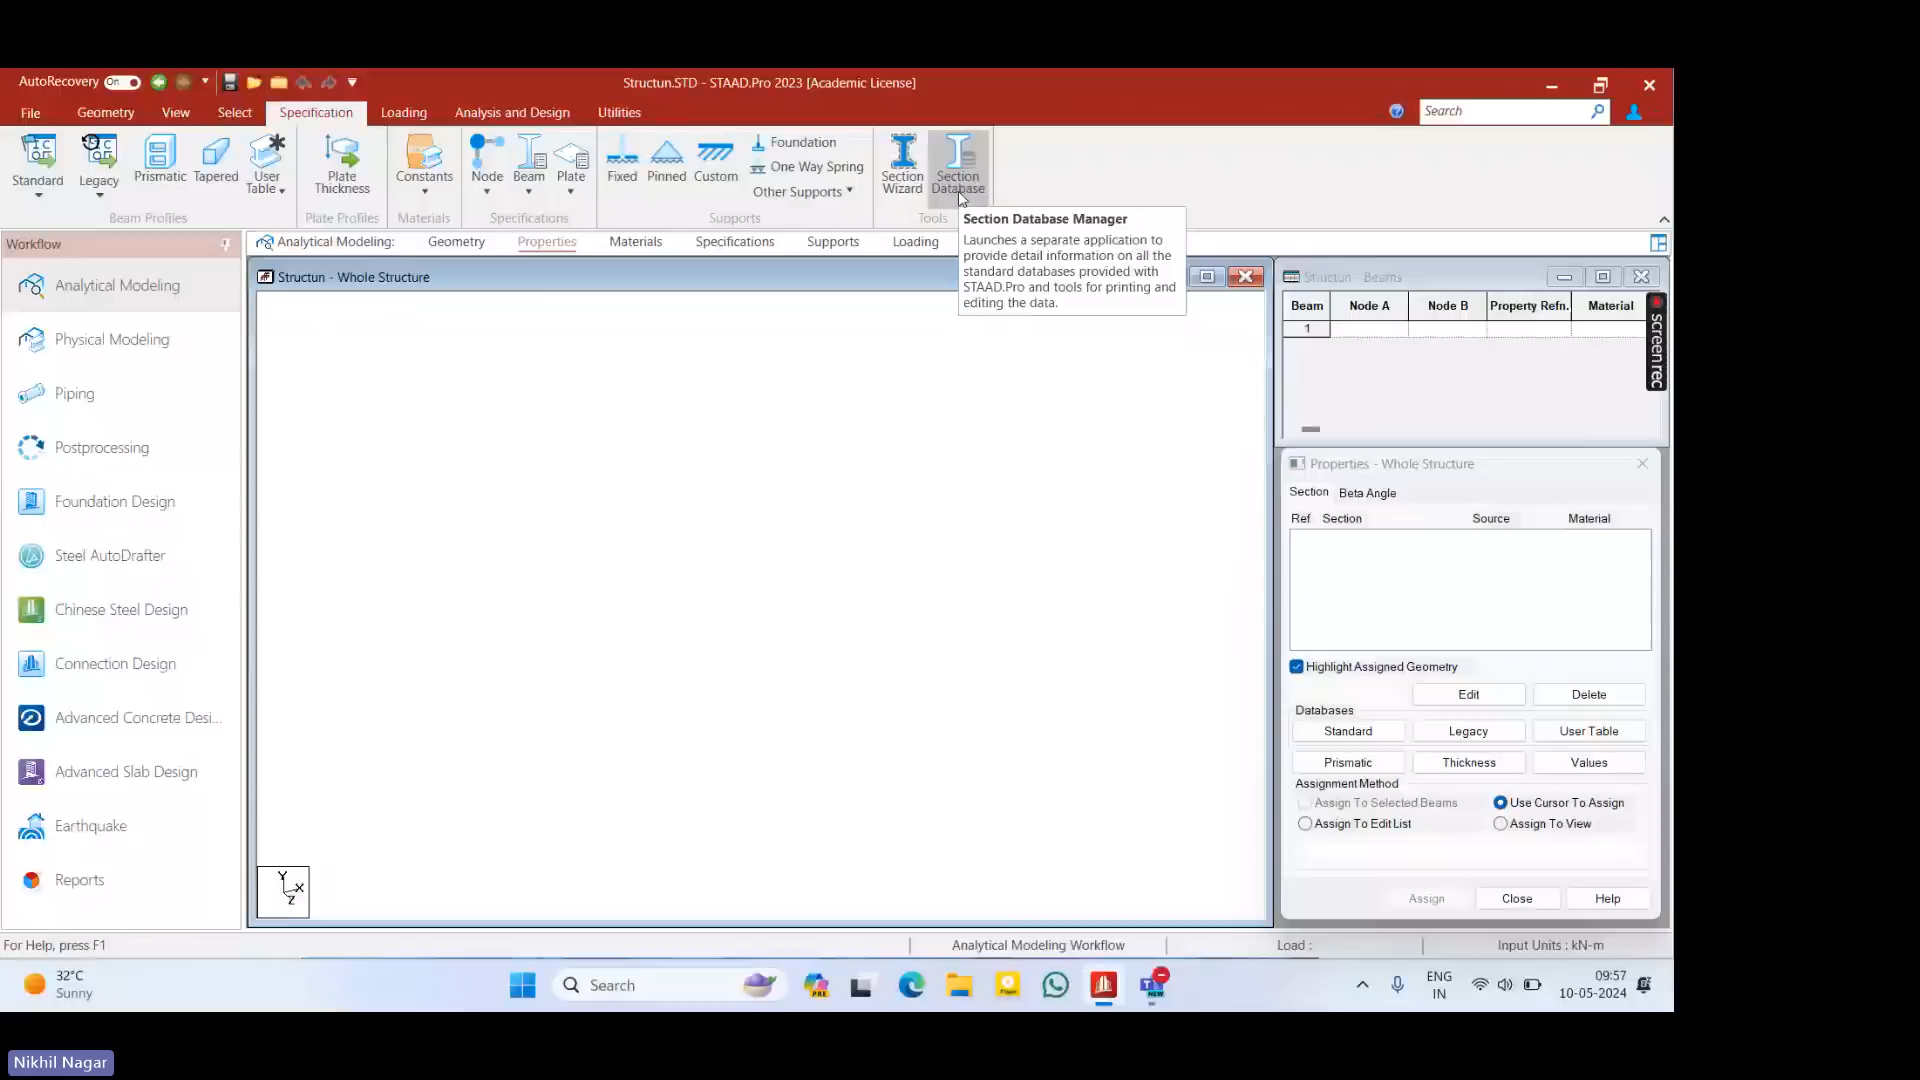 AutoRecovery On
Structun.STD - STAAD.Pro 2023 [Academic License]
File Geometry View Select Specification Loading Analysis and Design Utilities
Search
Standard
Legacy
Prismatic
Tapered
User
Table
Beam Profiles
Plate
Thickness
Plate Profiles
Constants
Materials
Node
Beam
Plate
Specifications
Fixed
Pinned
Custom
Foundation
One Way Spring
Other Supports
Supports
Section
Wizard
Section
Database
Tools
Section Database Manager
Launches a separate application to
provide detail information on all the
standard databases provided with
STAAD.Pro and tools for printing and
editing the data.
Workflow
Analytical Modeling
Physical Modeling
Piping
Postprocessing
Foundation Design
Steel AutoDrafter
Chinese Steel Design
Connection Design
Advanced Concrete Desi...
Advanced Slab Design
Earthquake
Reports
Analytical Modeling: Geometry Properties Materials Specifications Supports Loading
Structun - Whole Structure
Y
X
Z
Structun - Beams
Beam Node A Node B Property Refn. Material
1
screenrec
Properties - Whole Structure
Section Beta Angle
Ref Section Source Material
Highlight Assigned Geometry
Edit Delete
Databases
Standard Legacy User Table
Prismatic Thickness Values
Assignment Method
Assign To Selected Beams Use Cursor To Assign
Assign To Edit List Assign To View
Assign Close Help
For Help, press F1
Analytical Modeling Workflow
Load :
Input Units : kN-m
32°C
Sunny
Search
PRE
NEW
ENG
IN
09:57
10-05-2024
Nikhil Nagar